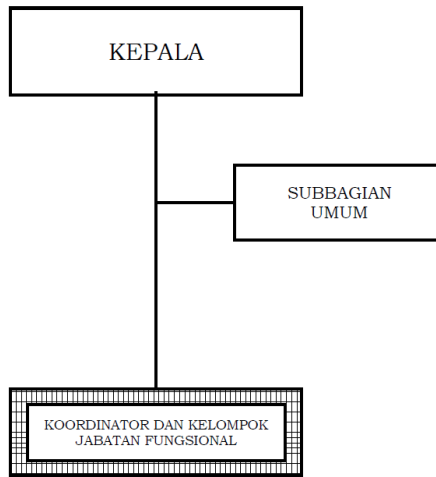 KEPALA
SUBBAGIAN
UMUM
KOORDINATOR DAN KELOMPOK
JABATAN FUNGSIONAL